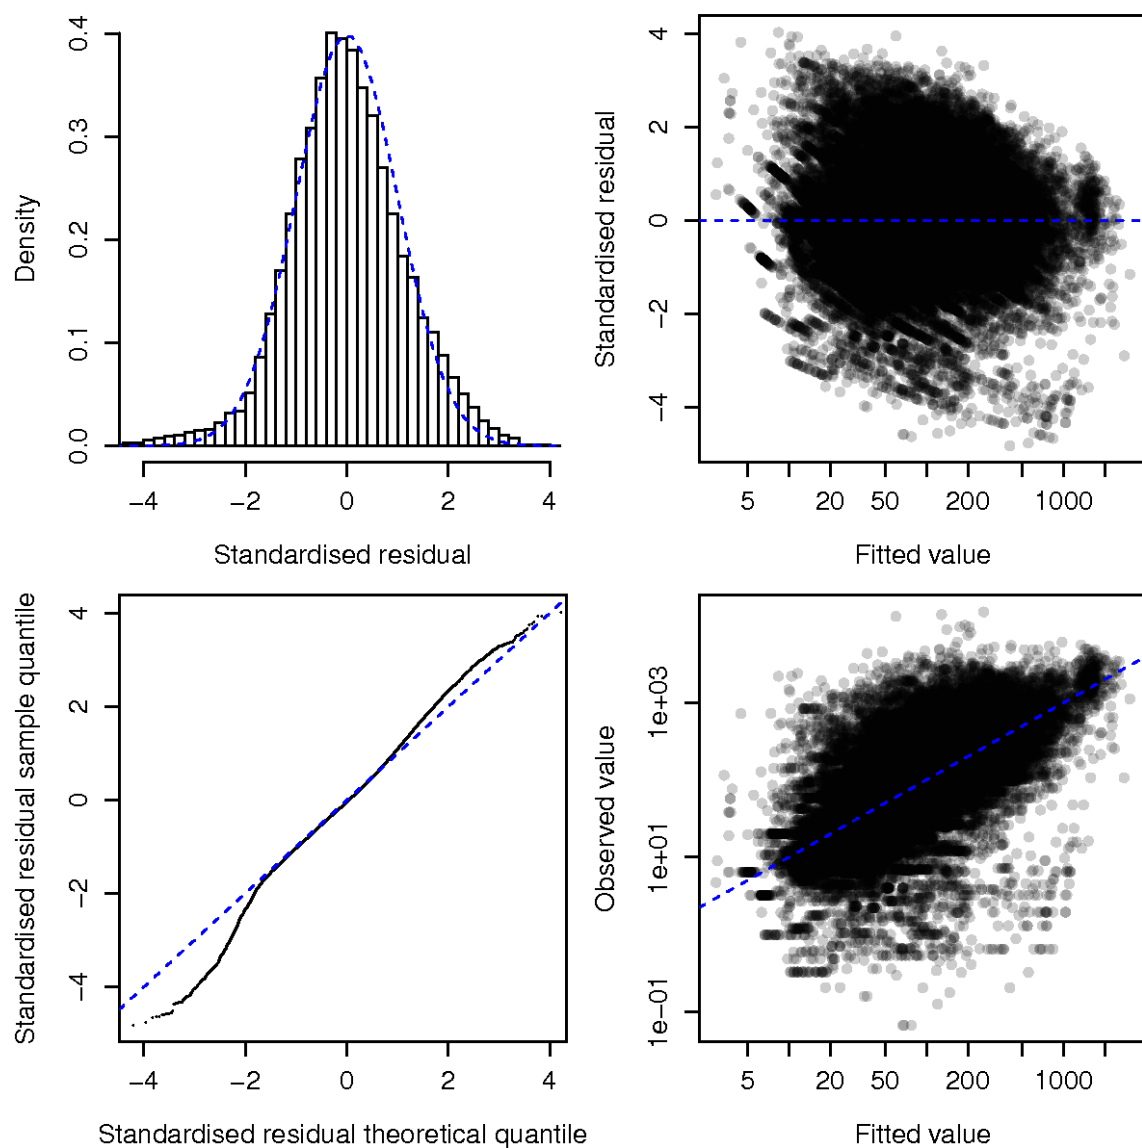 Density
0.0 0.1 0.2 0.3 0.4
−4 −2 0 2 4
Standardised residual
Standardised residual
−4 −2 0 2 4
5 20 50 200 1000
Fitted value
Standardised residual sample quantile
−4 −2 0 2 4
−4 −2 0 2 4
Standardised residual theoretical quantile
Observed value
1e−01 1e+01 1e+03
5 20 50 200 1000
Fitted value